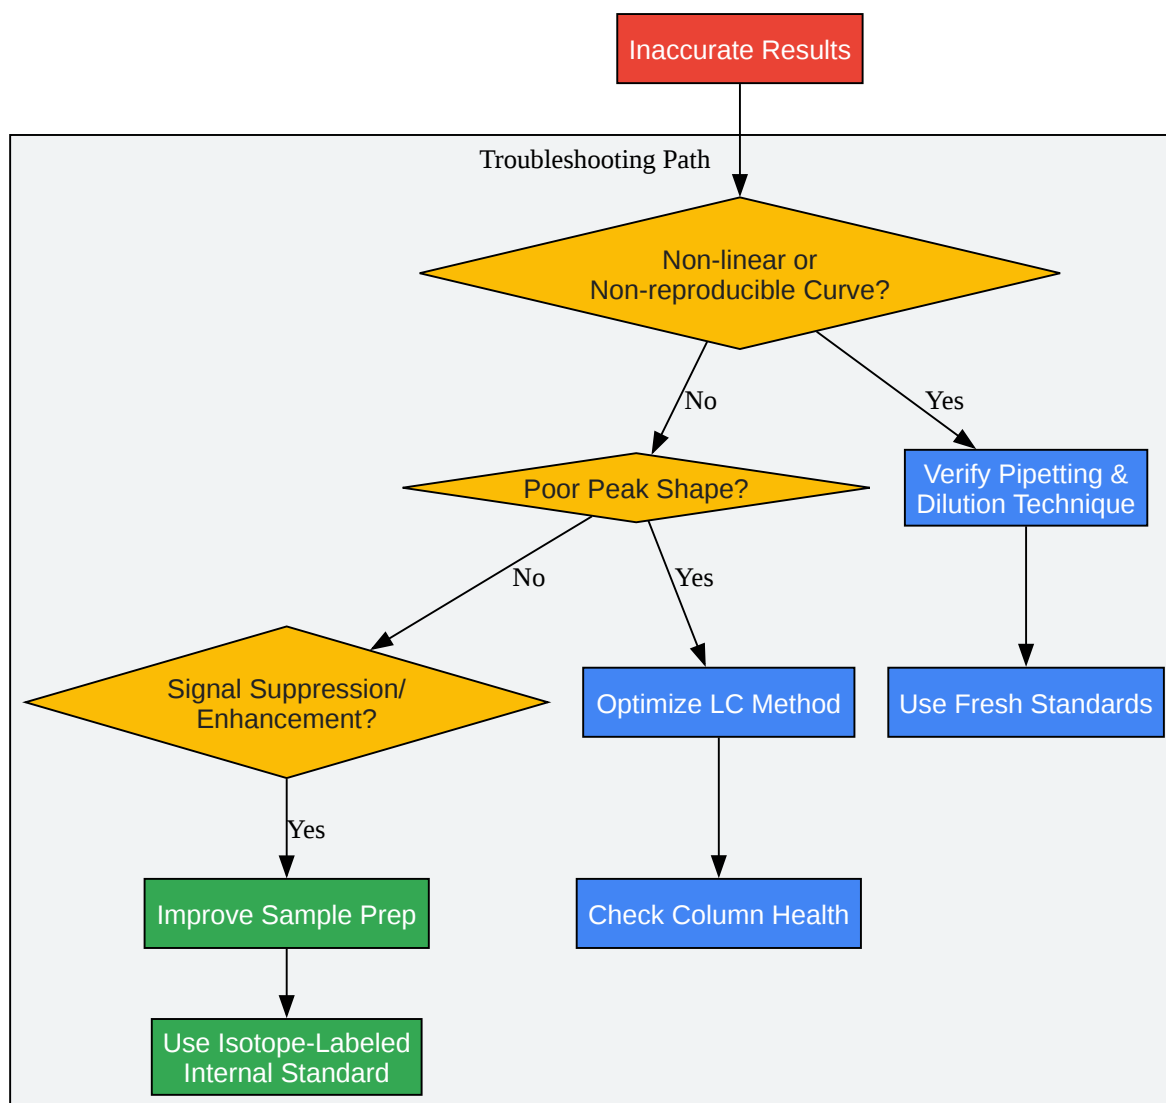 Inaccurate Results
Troubleshooting Path
Non-linear or
Non-reproducible Curve?
No
Yes
Poor Peak Shape?
Verify Pipetting &
Dilution Technique
No
Yes
Signal Suppression/
Enhancement?
Optimize LC Method
Use Fresh Standards
Yes
Improve Sample Prep
Check Column Health
Use Isotope-Labeled
Internal Standard